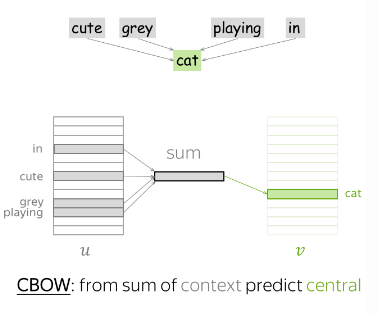 cute grey playing in
cat
in
sum
cute
cat
grey
playing
u
v
CBOW: from sum of context predict central